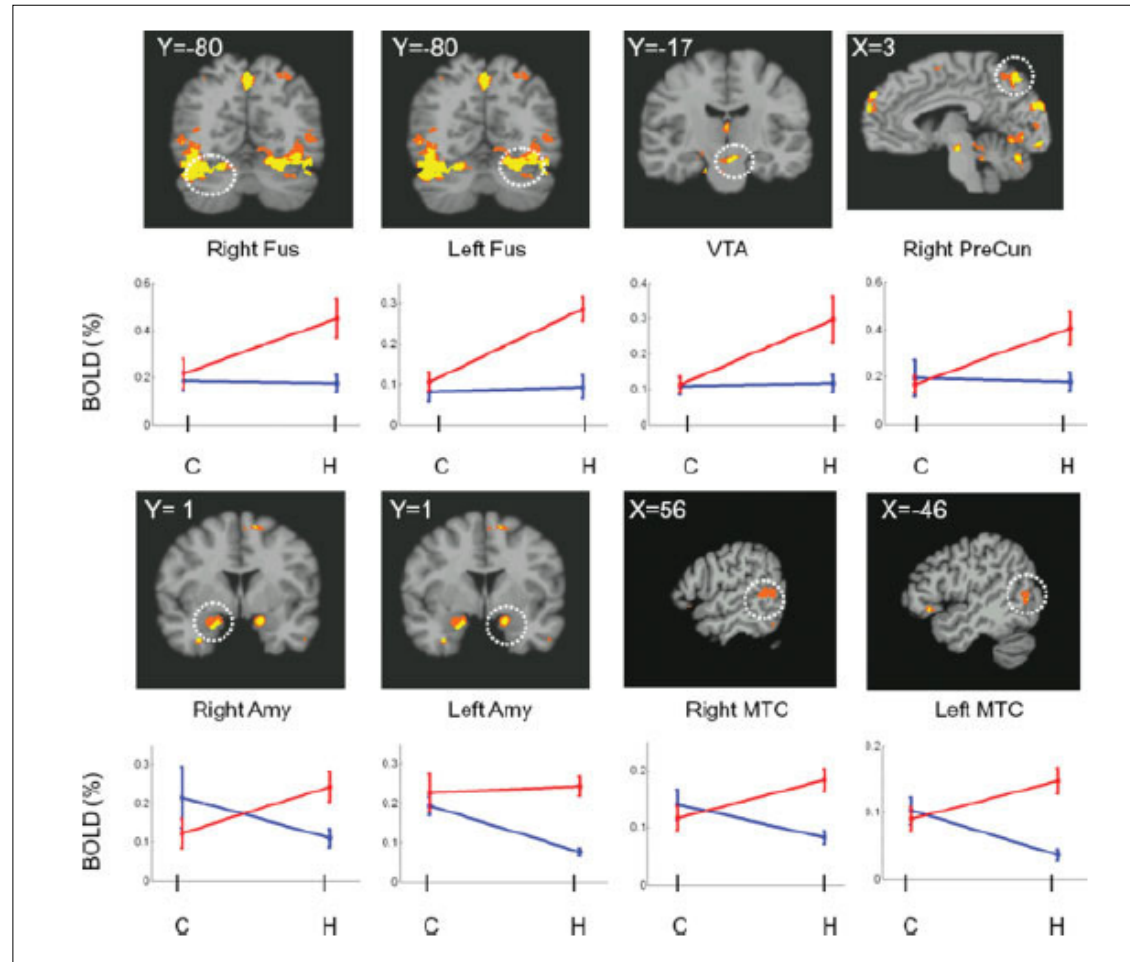 Y=-80 Y=-80 Y=-17 X=3
Right Fus Left Fus VTA Right PreCun
BOLD (%)
0.6 0.4 0.2 0
0.3 0.2 0.1 0
0.4 0.3 0.2 0.1 0
0.6 0.4 0.2 0
C H C H C H C H
Y= 1 Y=1 X=56 X=-46
Right Amy Left Amy Right MTC Left MTC
BOLD (%)
0.3 0.2 0.1 0
0.3 0.2 0.1 0
0.2 0.1 0
0.2 0.1 0
C H C H C H C H